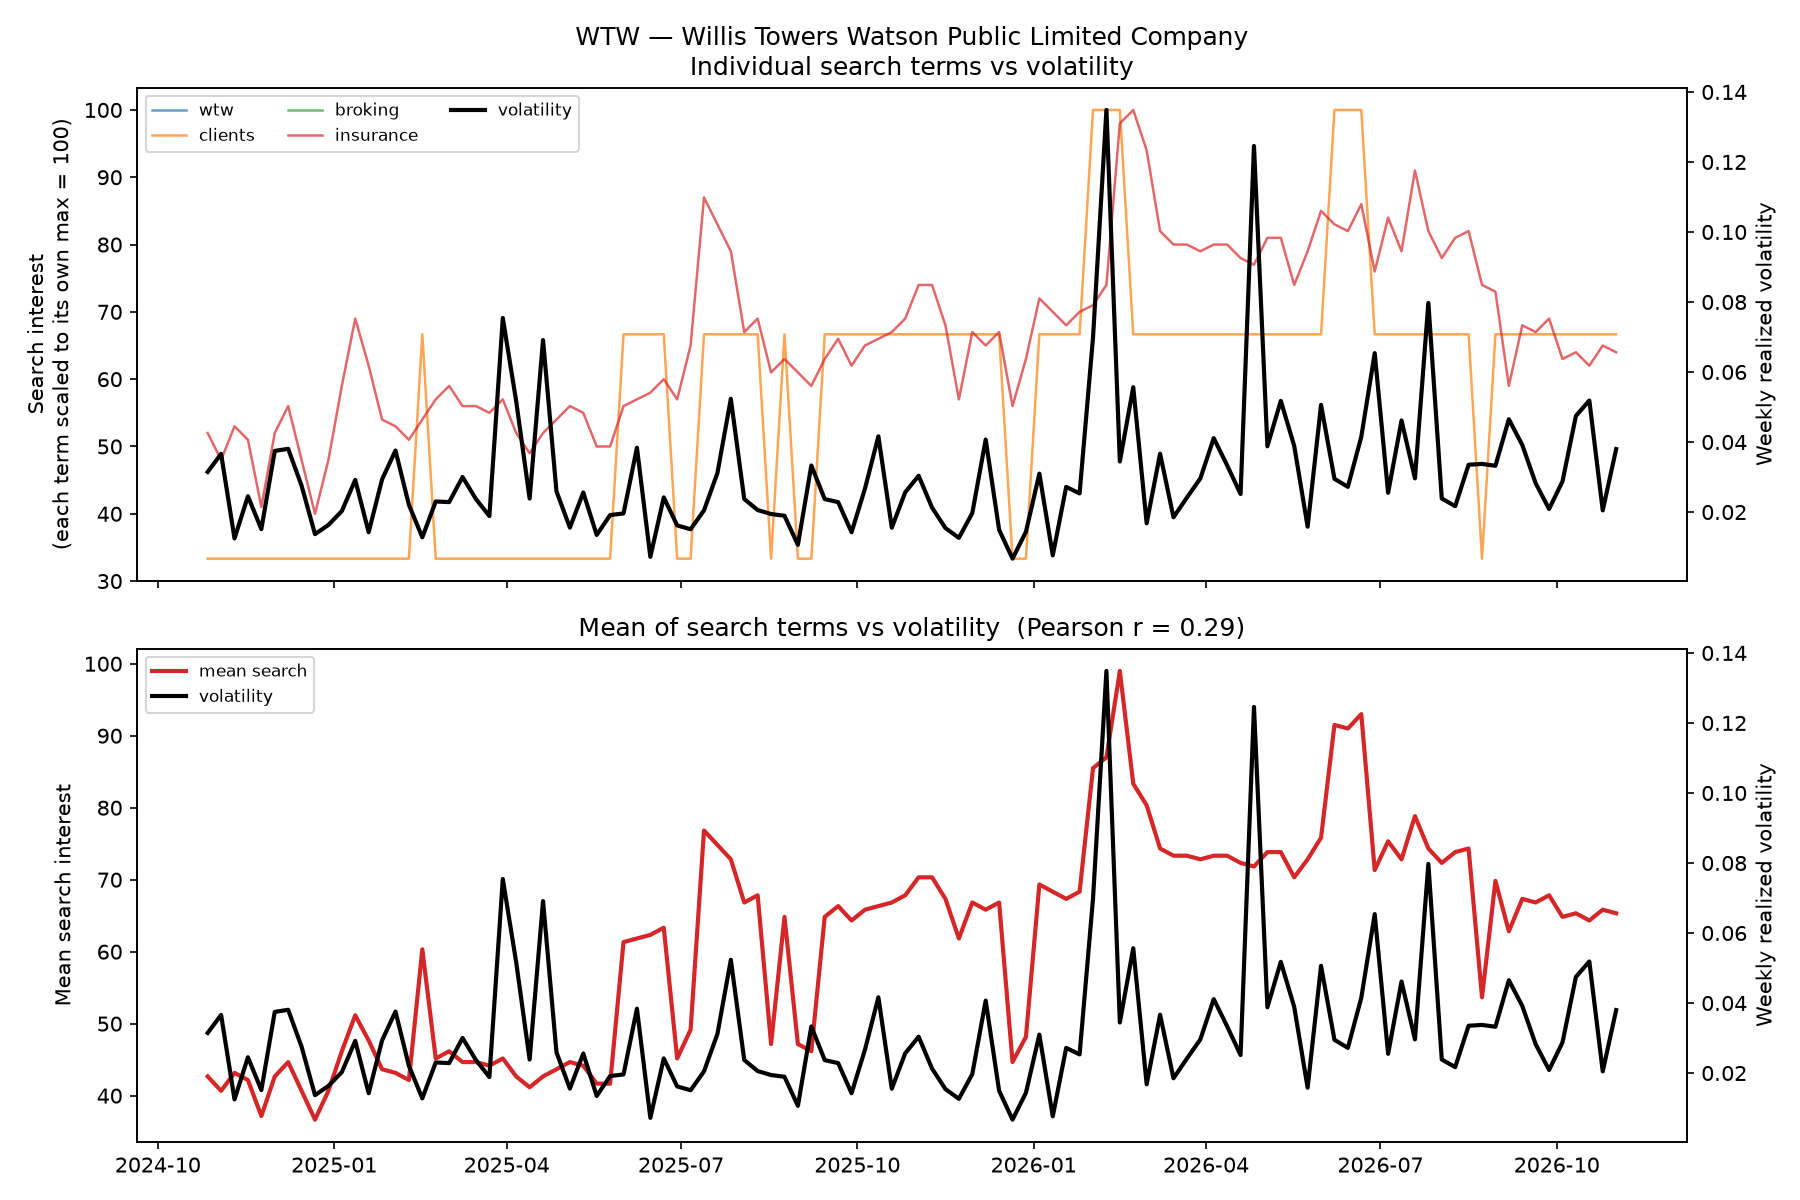 WTW — Willis Towers Watson Public Limited Company
Individual search terms vs volatility
wtw
clients
broking
insurance
volatility
Search interest
(each term scaled to its own max = 100)
100
90
80
70
60
50
40
30
0.14
0.12
0.10
0.08
0.06
0.04
0.02
Weekly realized volatility
Mean of search terms vs volatility (Pearson r = 0.29)
mean search
volatility
Mean search interest
100
90
80
70
60
50
40
0.14
0.12
0.10
0.08
0.06
0.04
0.02
Weekly realized volatility
2024-10
2025-01
2025-04
2025-07
2025-10
2026-01
2026-04
2026-07
2026-10